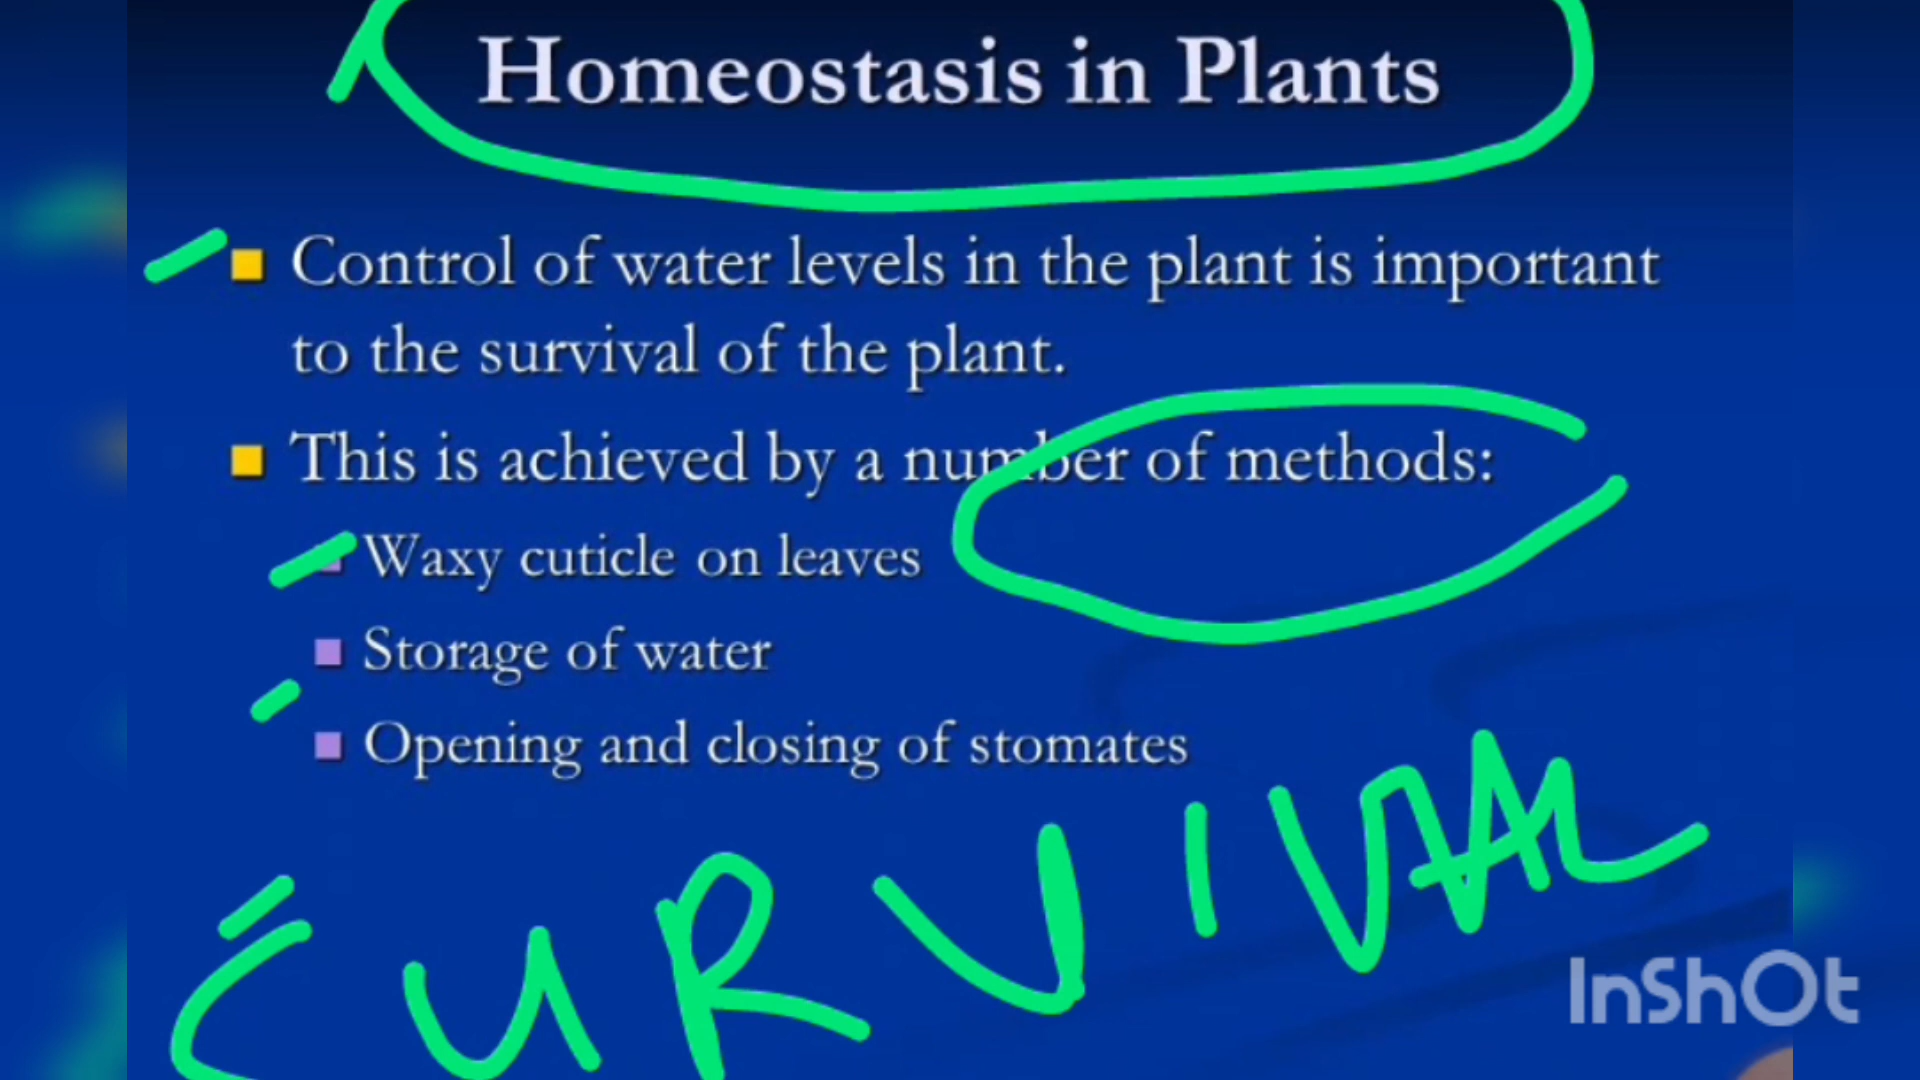 Homeostasis in Plants
Control of water levels in the plant is important
to the survival of the plant.
This is achieved by a number of methods:
Waxy cuticle on leaves
Storage of water
Opening and closing of stomates
SURVIVAL
InShOt